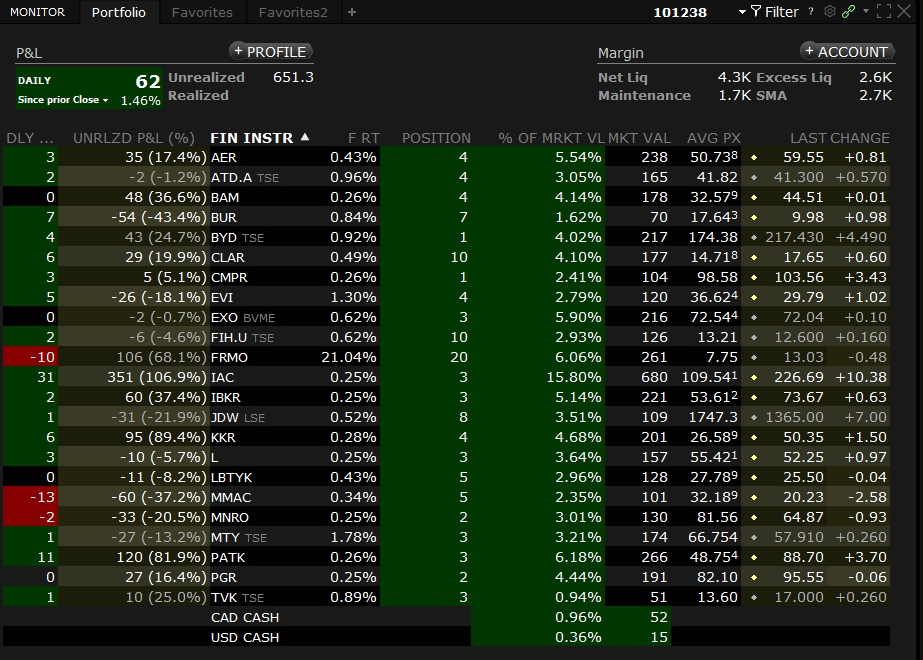 MONITOR Portfolio Favorites Favorites2 + 101238 Filter ?
P&L + PROFILE Margin + ACCOUNT
DAILY 62 Unrealized 651.3 Net Liq 4.3K Excess Liq 2.6K
Since prior Close 1.46% Realized Maintenance 1.7K SMA 2.7K
DLY ... UNRLZD P&L (%) FIN INSTR F RT POSITION % OF MRKT VL MKT VAL AVG PX LAST CHANGE
3 35 (17.4%) AER 0.43% 4 5.54% 238 50.738 59.55 +0.81
2 -2 (-1.2%) ATD.A TSE 0.96% 4 3.05% 165 41.82 41.300 +0.570
0 48 (36.6%) BAM 0.26% 4 4.14% 178 32.579 44.51 +0.01
7 -54 (-43.4%) BUR 0.84% 7 1.62% 70 17.643 9.98 +0.98
4 43 (24.7%) BYD TSE 0.92% 1 4.02% 217 174.38 217.430 +4.490
6 29 (19.9%) CLAR 0.49% 10 4.10% 177 14.718 17.65 +0.60
3 5 (5.1%) CMPR 0.26% 1 2.41% 104 98.58 103.56 +3.43
5 -26 (-18.1%) EVI 1.30% 4 2.79% 120 36.624 29.79 +1.02
0 -2 (-0.7%) EXO BVME 0.62% 3 5.90% 216 72.544 72.04 +0.10
2 -6 (-4.6%) FIH.U TSE 0.62% 10 2.93% 126 13.21 12.600 +0.160
-10 106 (68.1%) FRMO 21.04% 20 6.06% 261 7.75 13.03 -0.48
31 351 (106.9%) IAC 0.25% 3 15.80% 680 109.541 226.69 +10.38
2 60 (37.4%) IBKR 0.25% 3 5.14% 221 53.612 73.67 +0.63
1 -31 (-21.9%) JDW LSE 0.52% 8 3.51% 109 1747.3 1365.00 +7.00
6 95 (89.4%) KKR 0.28% 4 4.68% 201 26.589 50.35 +1.50
3 -10 (-5.7%) L 0.25% 3 3.64% 157 55.421 52.25 +0.97
0 -11 (-8.2%) LBTYK 0.43% 5 2.96% 128 27.789 25.50 -0.04
-13 -60 (-37.2%) MMAC 0.34% 5 2.35% 101 32.189 20.23 -2.58
-2 -33 (-20.5%) MNRO 0.25% 2 3.01% 130 81.56 64.87 -0.93
1 -27 (-13.2%) MTY TSE 1.78% 3 3.21% 174 66.754 57.910 +0.260
11 120 (81.9%) PATK 0.26% 3 6.18% 266 48.754 88.70 +3.70
0 27 (16.4%) PGR 0.25% 2 4.44% 191 82.10 95.55 -0.06
1 10 (25.0%) TVK TSE 0.89% 3 0.94% 51 13.60 17.000 +0.260
CAD CASH 0.96% 52
USD CASH 0.36% 15